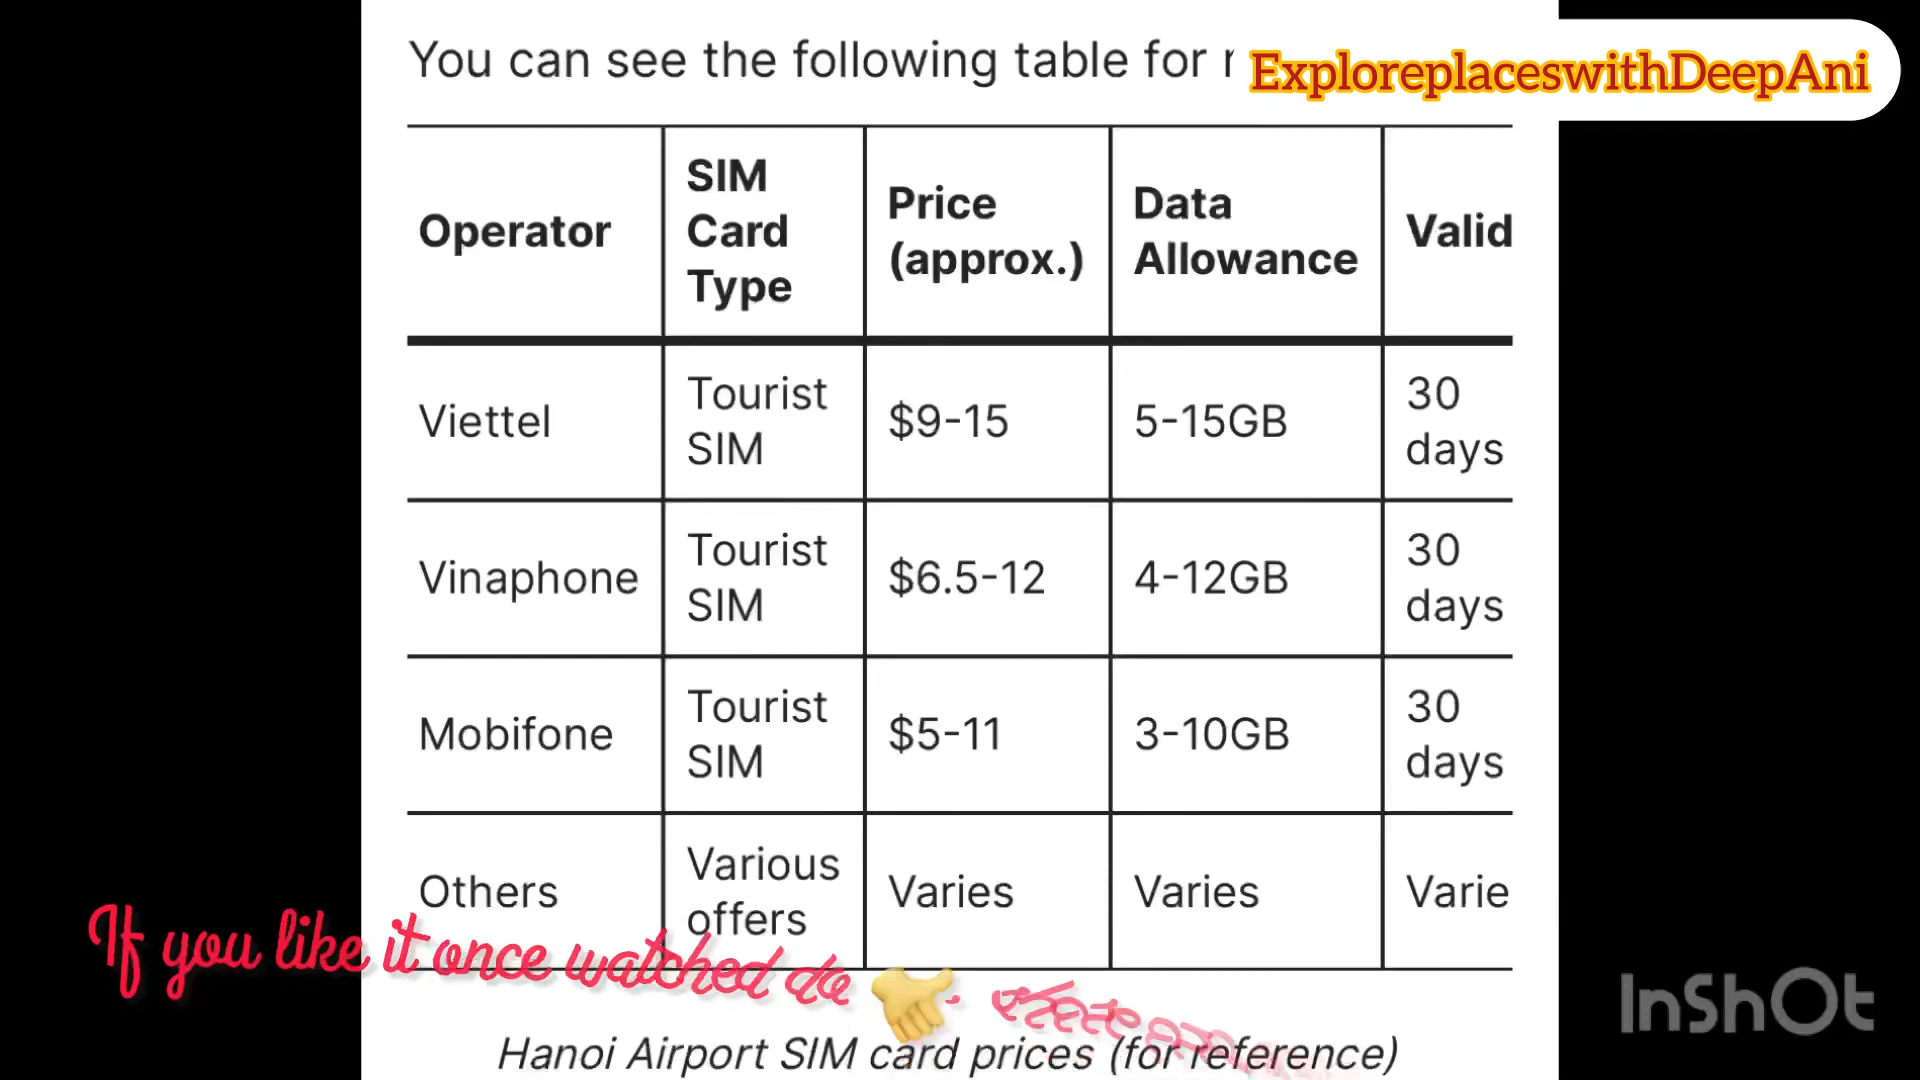 You can see the following table for
ExploreplaceswithDeepAni
Operator
SIM
Card
Type
Price
(approx.)
Data
Allowance
Valid
Viettel
Tourist
SIM
$9-15
5-15GB
30
days
Vinaphone
Tourist
SIM
$6.5-12
4-12GB
30
days
Mobifone
Tourist
SIM
$5-11
3-10GB
30
days
Others
Various
offers
Varies
Varies
Varie
If you like it once watched do
Hanoi Airport SIM card prices (for reference)
InShOt